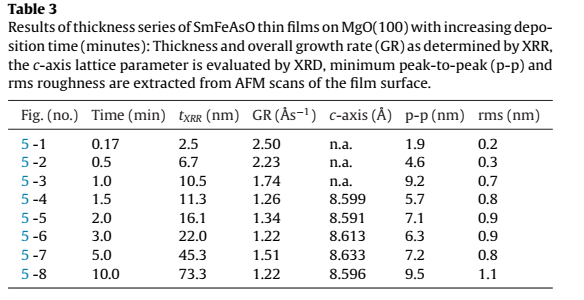 Table 3
Results of thickness series of SmFeAsO thin films on MgO(100) with increasing depo-
sition time (minutes): Thickness and overall growth rate (GR) as determined by XRR,
the c-axis lattice parameter is evaluated by XRD, minimum peak-to-peak (p-p) and
rms roughness are extracted from AFM scans of the film surface.
Fig. (no.) Time (min) tXRR (nm) GR (Ås−1) c-axis (Å) p-p (nm) rms (nm)
5 -1 0.17 2.5 2.50 n.a. 1.9 0.2
5 -2 0.5 6.7 2.23 n.a. 4.6 0.3
5 -3 1.0 10.5 1.74 n.a. 9.2 0.7
5 -4 1.5 11.3 1.26 8.599 5.7 0.8
5 -5 2.0 16.1 1.34 8.591 7.1 0.9
5 -6 3.0 22.0 1.22 8.613 6.3 0.9
5 -7 5.0 45.3 1.51 8.633 7.2 0.8
5 -8 10.0 73.3 1.22 8.596 9.5 1.1